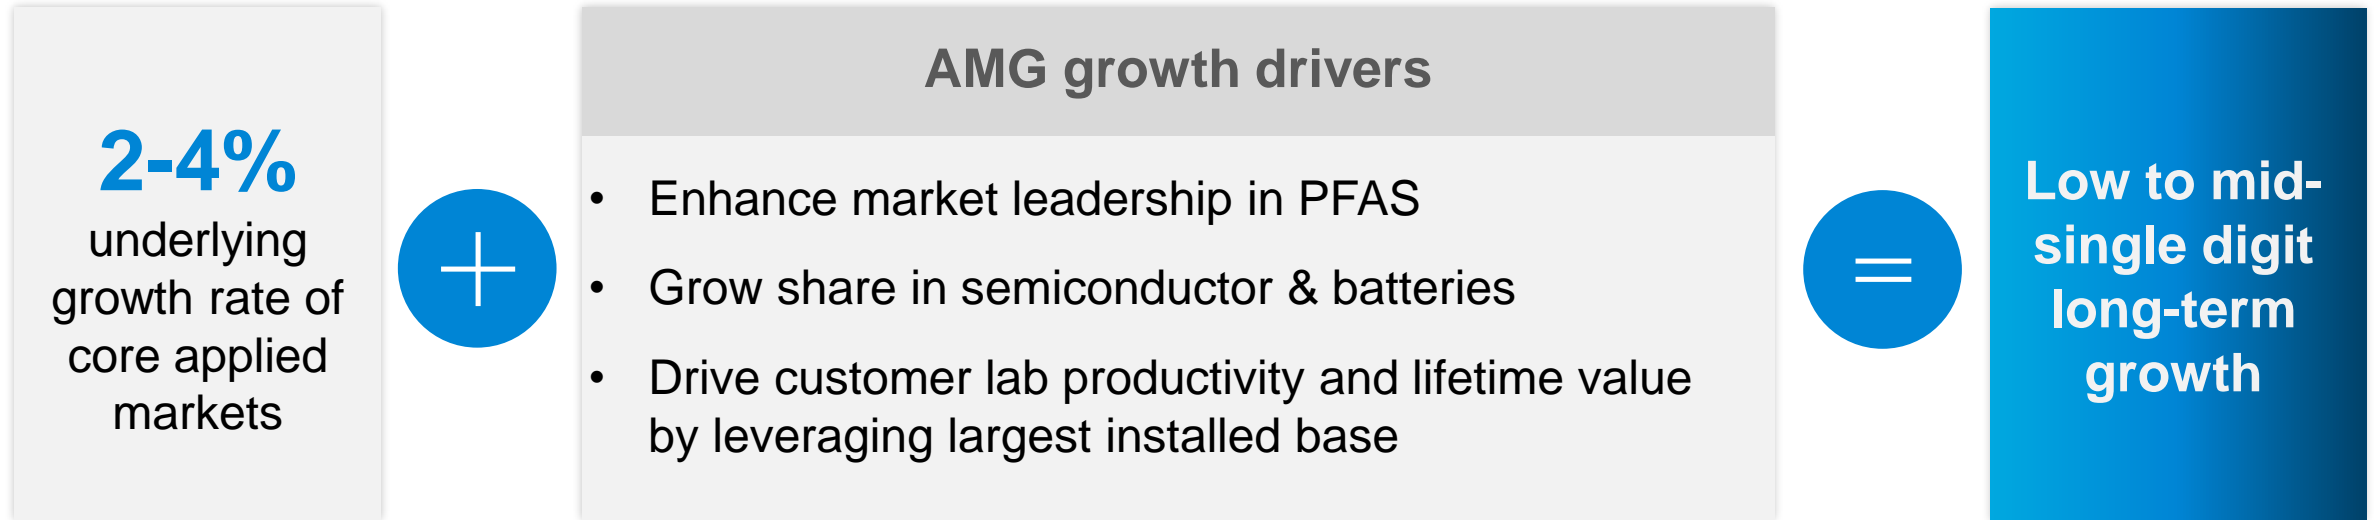 2-4%
underlying
growth rate of
core applied
markets
+
AMG growth drivers
• Enhance market leadership in PFAS
• Grow share in semiconductor & batteries
• Drive customer lab productivity and lifetime value
by leveraging largest installed base
=
Low to mid-
single digit
long-term
growth